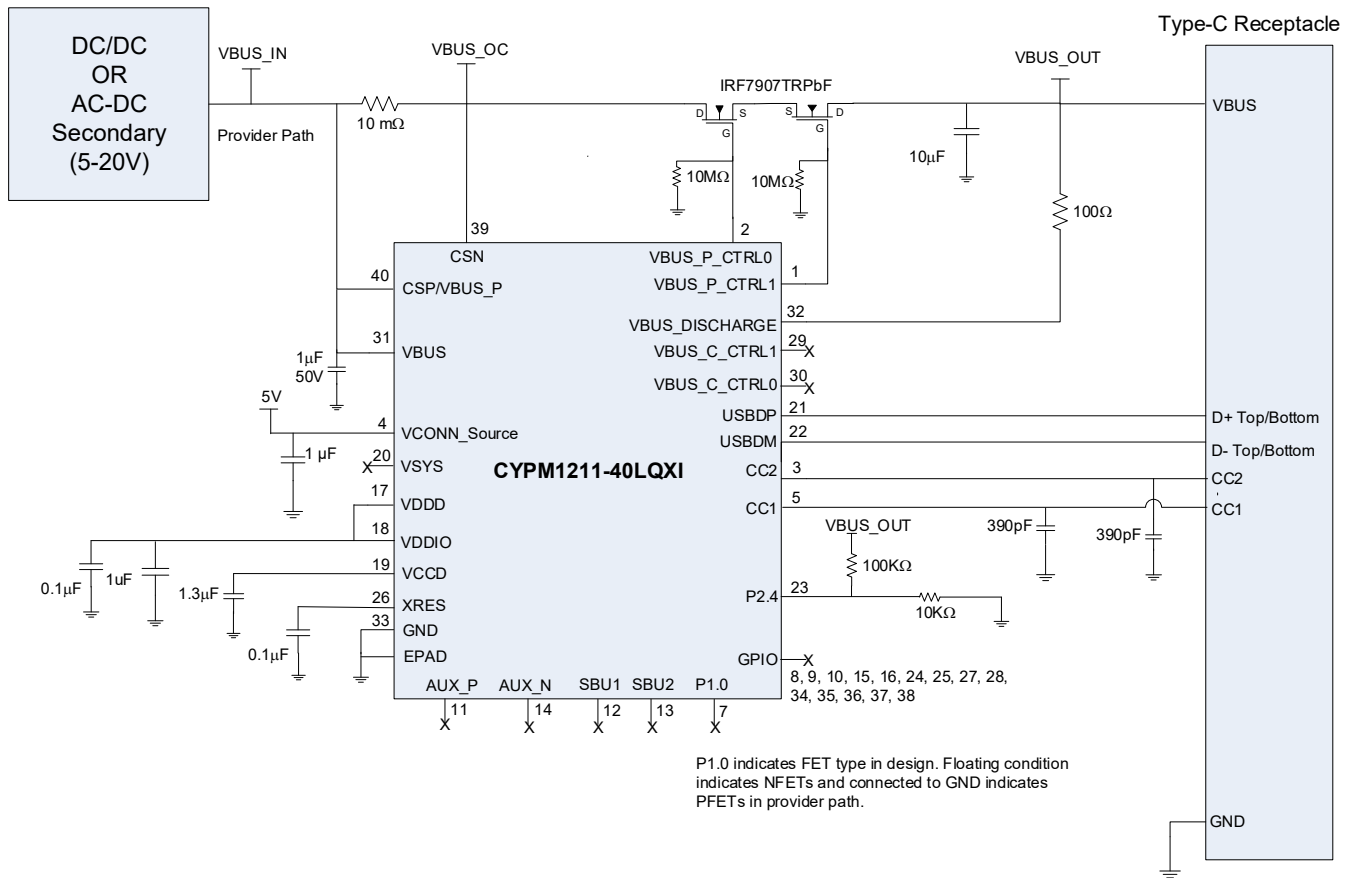 Type-C Receptacle
DC/DC
OR
AC-DC
Secondary
(5-20V)
VBUS_IN
VBUS_OC
VBUS_OUT
IRF7907TRPbF
D
S
G
S
D
G
VBUS
10 mΩ
Provider Path
10µF
10MΩ
10MΩ
100Ω
39
2
CSN
VBUS_P_CTRL0
1
VBUS_P_CTRL1
40
CSP/VBUS_P
32
VBUS_DISCHARGE
31
VBUS
29
VBUS_C_CTRL1
1µF
50V
30
VBUS_C_CTRL0
5V
21
USBDP
D+ Top/Bottom
4
VCONN_Source
22
USBDM
D- Top/Bottom
1 µF
20
VSYS
CYPM1211-40LQXI
3
CC2
CC2
17
VDDD
5
CC1
CC1
18
VDDIO
VBUS_OUT
390pF
390pF
100KΩ
0.1µF
1uF
19
VCCD
1.3µF
26
XRES
23
P2.4
10KΩ
33
GND
0.1µF
EPAD
GPIO
8, 9, 10, 15, 16, 24, 25, 27, 28,
34, 35, 36, 37, 38
AUX_P
AUX_N
SBU1
SBU2
P1.0
11
14
12
13
7
P1.0 indicates FET type in design. Floating condition
indicates NFETs and connected to GND indicates
PFETs in provider path.
GND